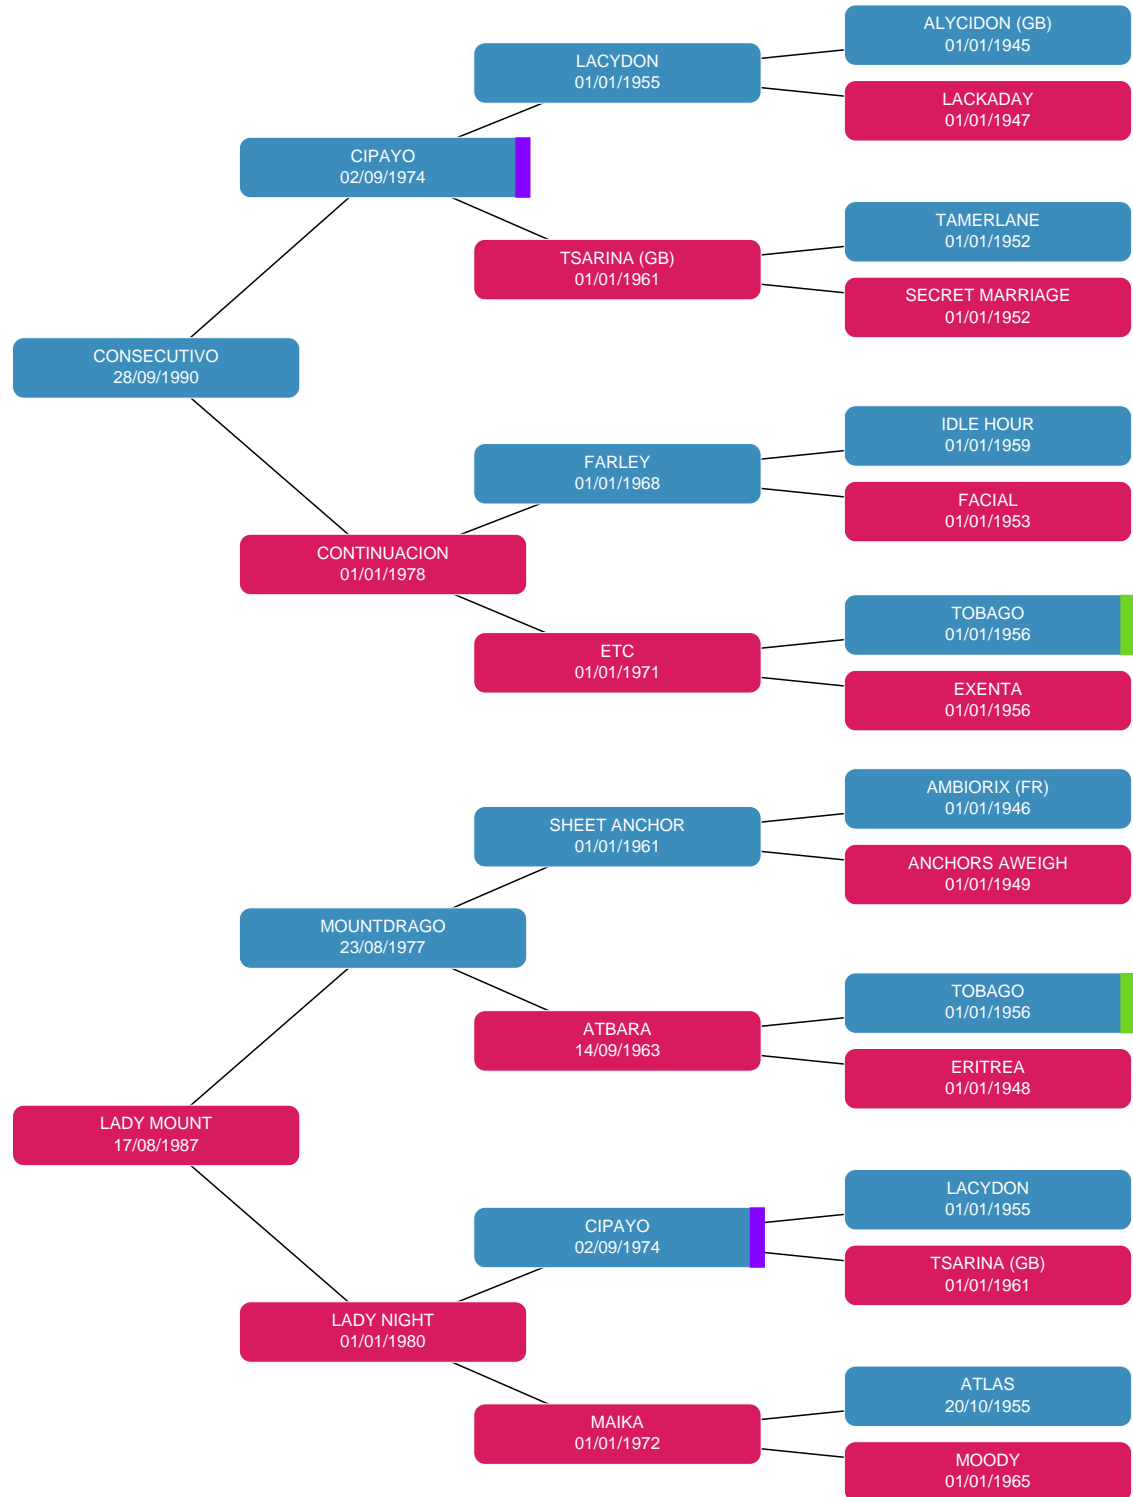 ALYCIDON (GB)
01/01/1945
LACYDON
01/01/1955
LACKADAY
01/01/1947
CIPAYO
02/09/1974
TAMERLANE
01/01/1952
TSARINA (GB)
01/01/1961
SECRET MARRIAGE
01/01/1952
CONSECUTIVO
28/09/1990
IDLE HOUR
01/01/1959
FARLEY
01/01/1968
FACIAL
01/01/1953
CONTINUACION
01/01/1978
TOBAGO
01/01/1956
ETC
01/01/1971
EXENTA
01/01/1956
AMBIORIX (FR)
01/01/1946
SHEET ANCHOR
01/01/1961
ANCHORS AWEIGH
01/01/1949
MOUNTDRAGO
23/08/1977
TOBAGO
01/01/1956
ATBARA
14/09/1963
ERITREA
01/01/1948
LADY MOUNT
17/08/1987
LACYDON
01/01/1955
CIPAYO
02/09/1974
TSARINA (GB)
01/01/1961
LADY NIGHT
01/01/1980
ATLAS
20/10/1955
MAIKA
01/01/1972
MOODY
01/01/1965